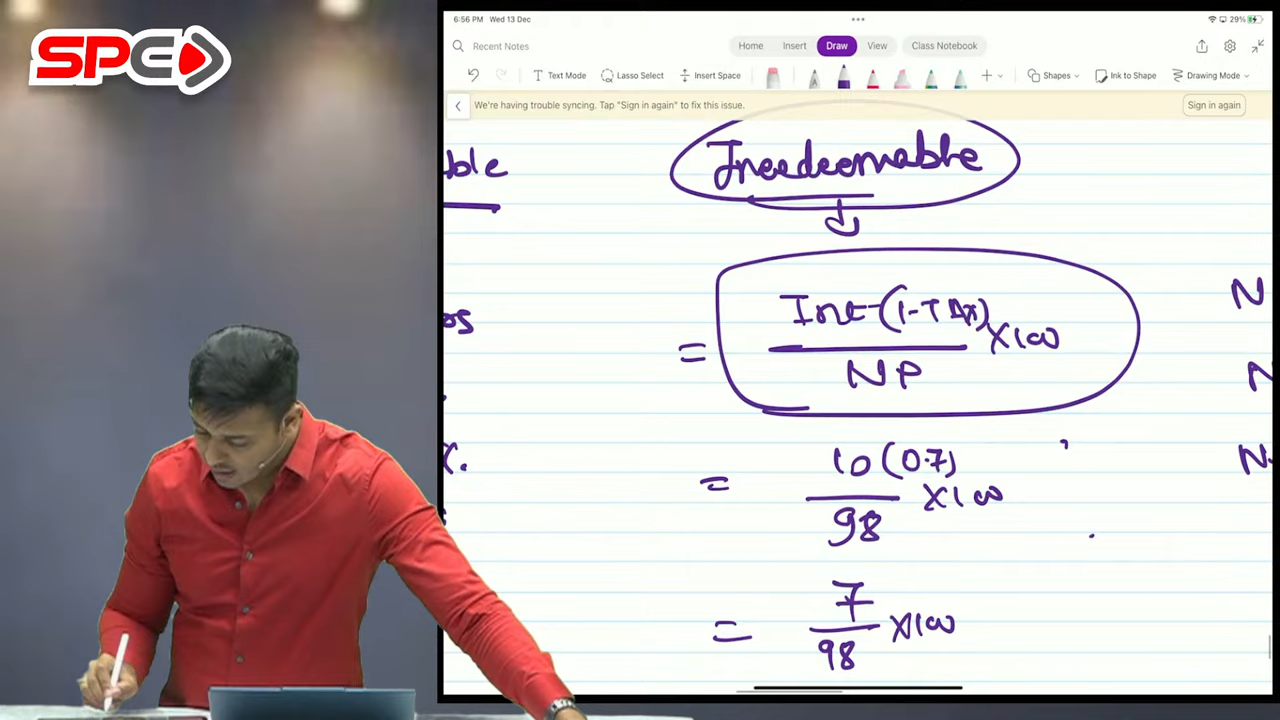 SPED
6:56 PM Wed 13 Dec
29%
Recent Notes
Home Insert Draw View Class Notebook
Text Mode Lasso Select Insert Space Shapes Ink to Shape Drawing Mode
We're having trouble syncing. Tap "Sign in again" to fix this issue.
Sign in again
ble
Irredeemable
= Int (1-TAX) X100
NP
os
N
N
x.
N
= 10 (0.7) X100
98
= 7 X100
98